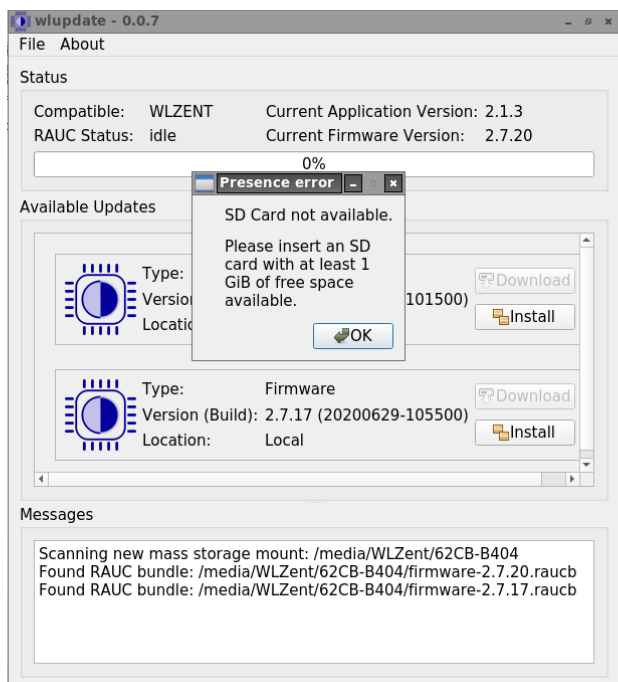 wlupdate - 0.0.7
File About
Status
Compatible: WLZENT Current Application Version: 2.1.3
RAUC Status: idle Current Firmware Version: 2.7.20
0%
Presence error
SD Card not available.
Please insert an SD
card with at least 1
GiB of free space
available.
OK
Available Updates
Type:
Download
101500)
Install
Type: Firmware
Download
Version (Build): 2.7.17 (20200629-105500)
Install
Location: Local
Messages
Scanning new mass storage mount: /media/WLZent/62CB-B404
Found RAUC bundle: /media/WLZent/62CB-B404/firmware-2.7.20.raucb
Found RAUC bundle: /media/WLZent/62CB-B404/firmware-2.7.17.raucb